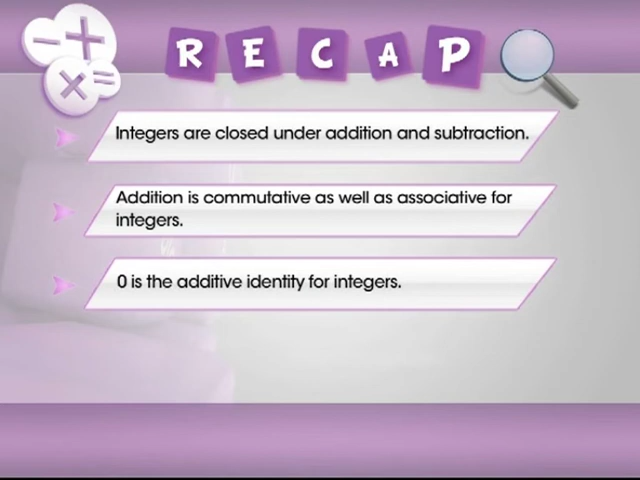 RECAP
Integers are closed under addition and subtraction.
Addition is commutative as well as associative for
integers.
0 is the additive identity for integers.